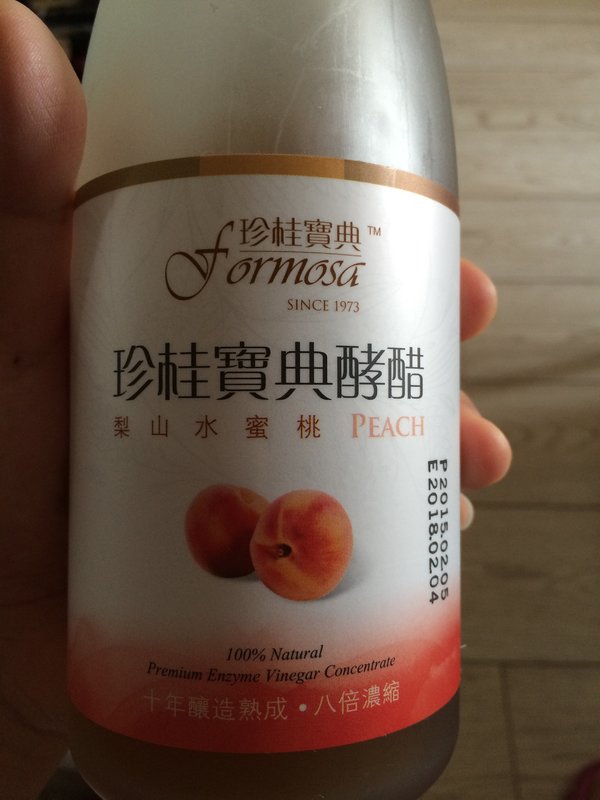 珍桂寶典™
Formosa
SINCE 1973
珍桂寶典酵醋
梨山水蜜桃 PEACH
P2015.02.05
E2018.02.04
100% Natural
Premium Enzyme Vinegar Concentrate
十年釀造熟成•八倍濃縮